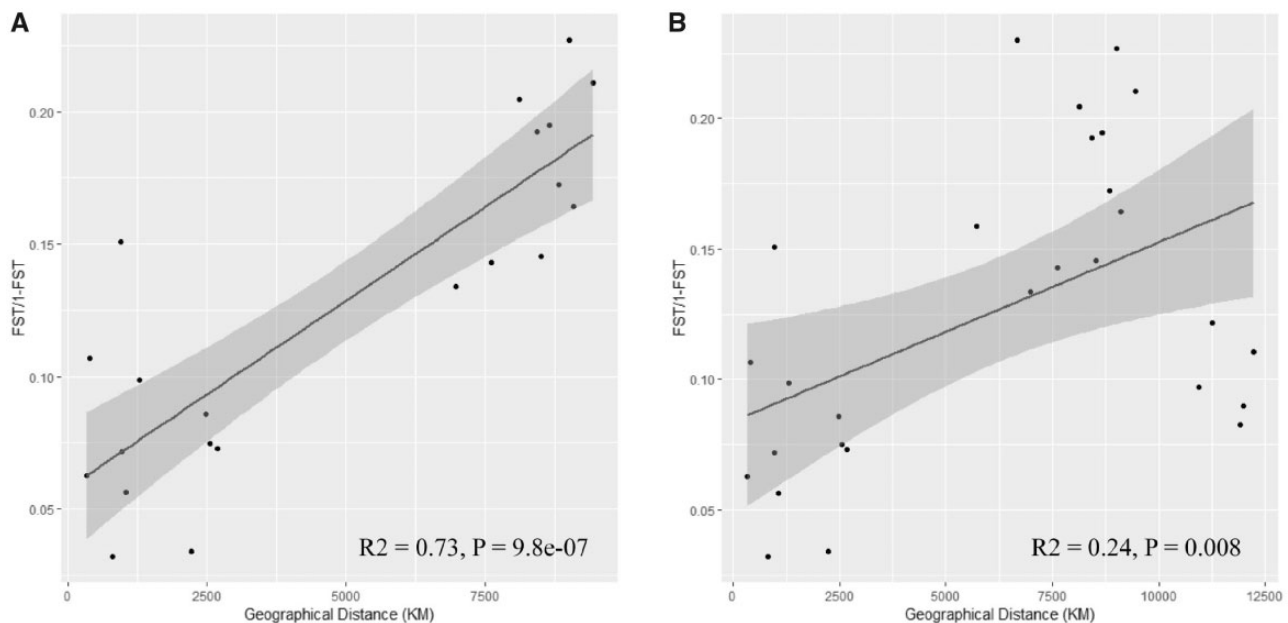 A
FST/1-FST
0.20
0.15
0.10
0.05
R2 = 0.73, P = 9.8e-07
0 2500 5000 7500
Geographical Distance (KM)
B
FST/1-FST
0.20
0.15
0.10
0.05
R2 = 0.24, P = 0.008
0 2500 5000 7500 10000 12500
Geographical Distance (KM)